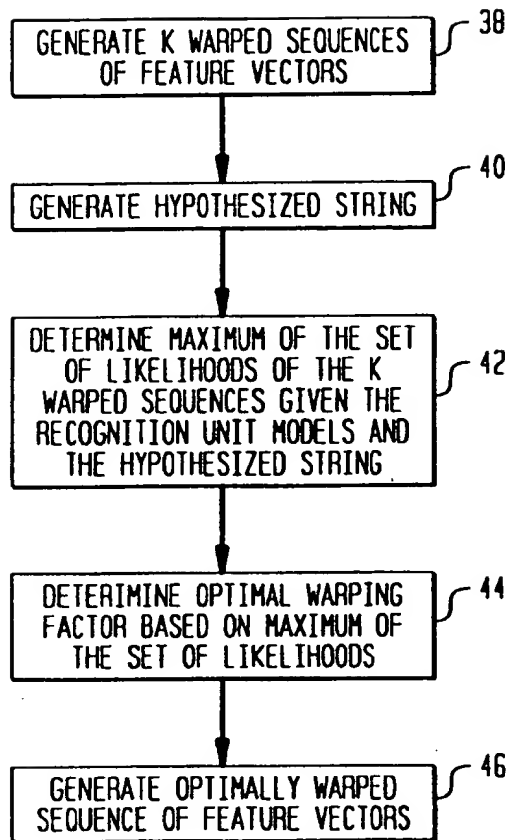 GENERATE K WARPED SEQUENCES
OF FEATURE VECTORS
38
GENERATE HYPOTHESIZED STRING
40
DETERMINE MAXIMUM OF THE SET
OF LIKELIHOODS OF THE K
WARPED SEQUENCES GIVEN THE
RECOGNITION UNIT MODELS AND
THE HYPOTHESIZED STRING
42
DETERIMINE OPTIMAL WARPING
FACTOR BASED ON MAXIMUM OF
THE SET OF LIKELIHOODS
44
GENERATE OPTIMALLY WARPED
SEQUENCE OF FEATURE VECTORS
46